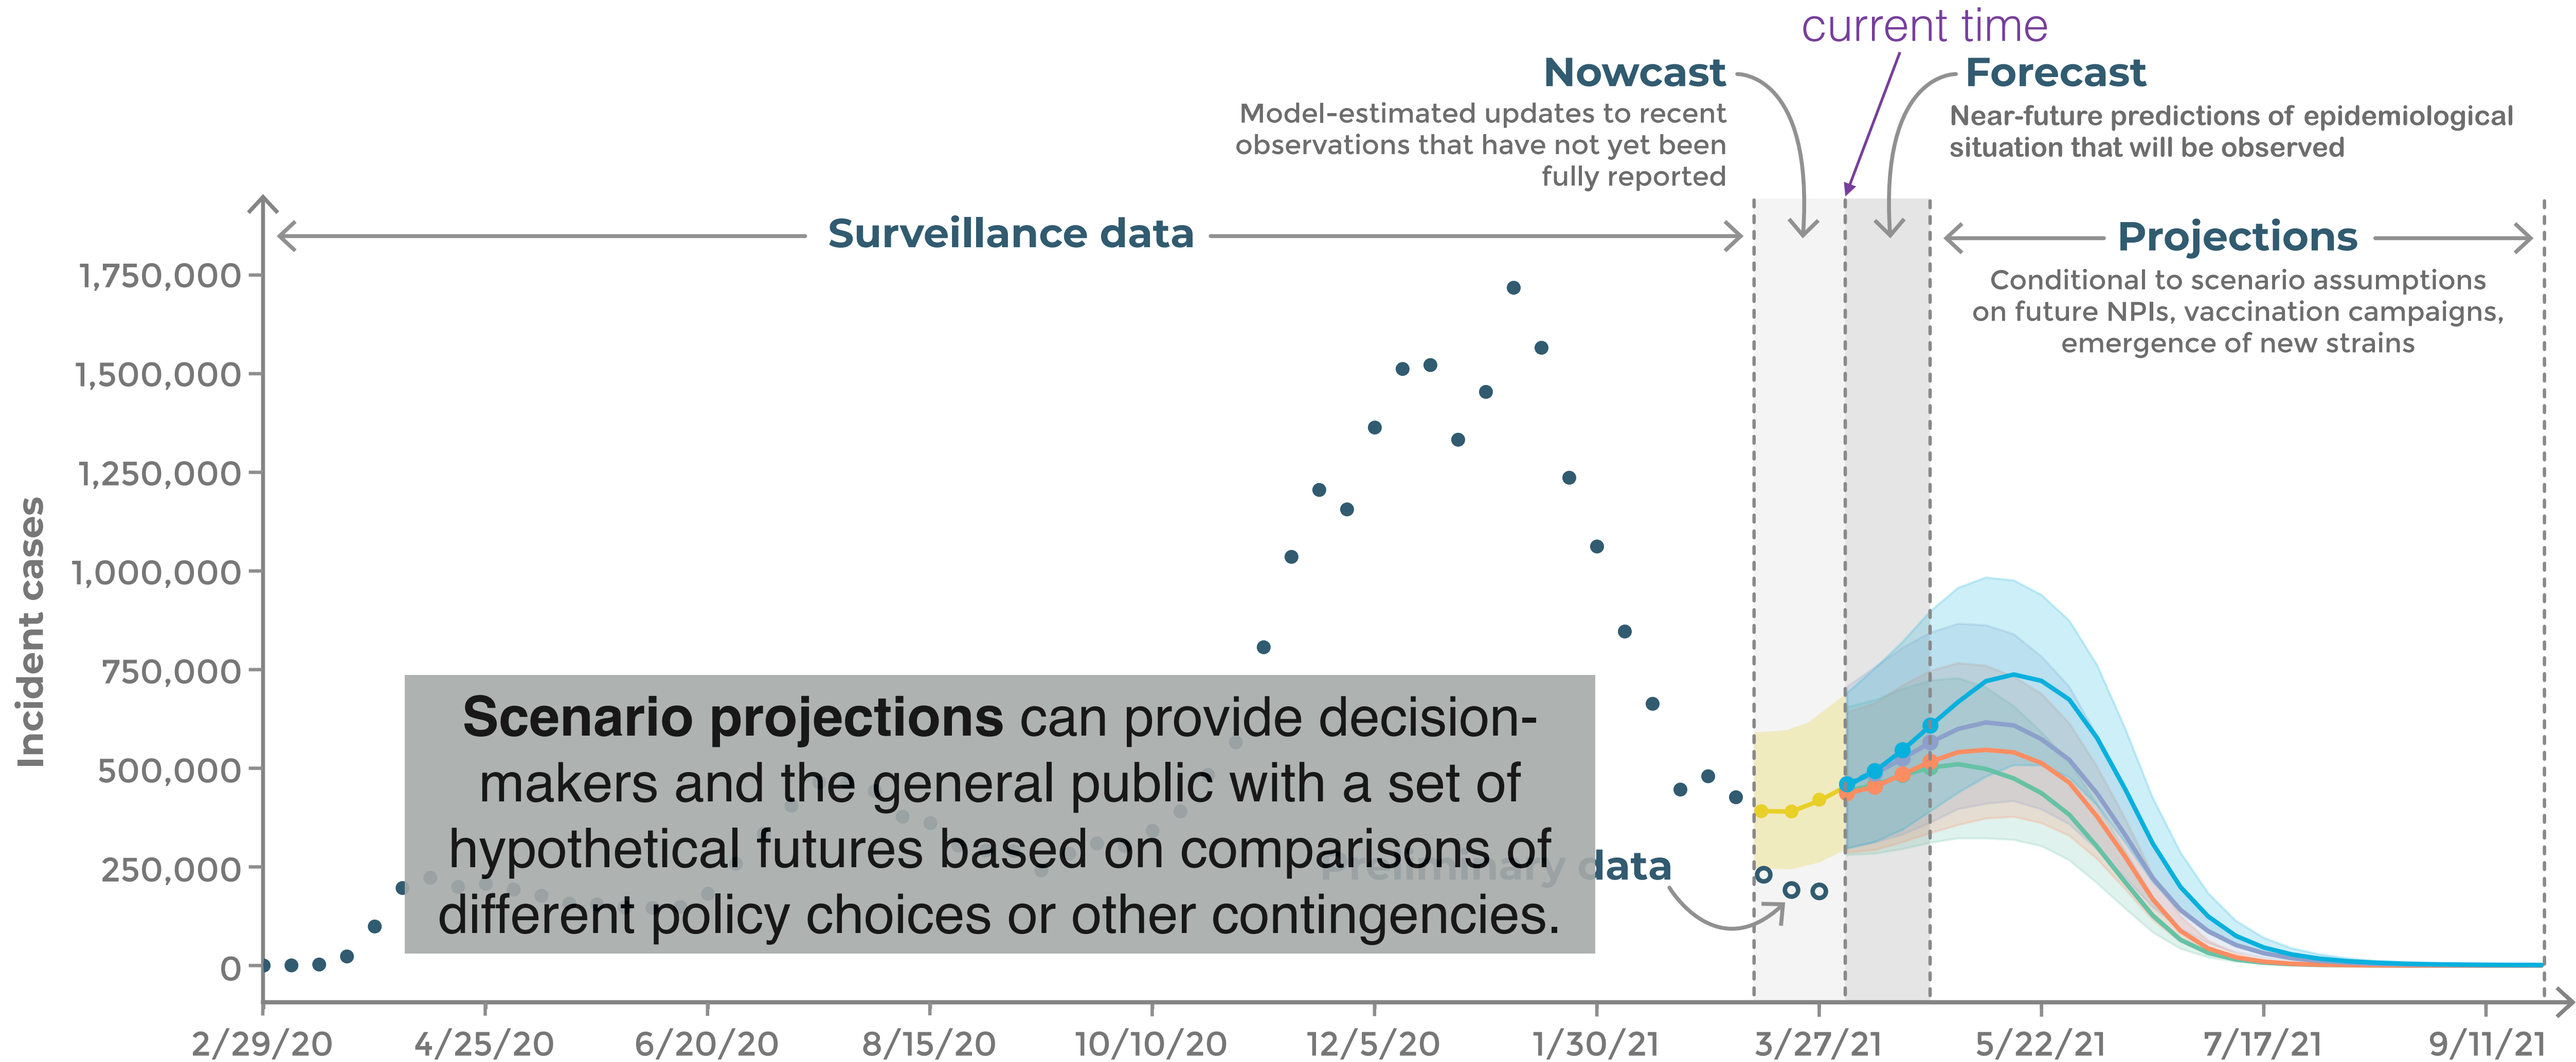 current time
Nowcast
Model-estimated updates to recent
observations that have not yet been
fully reported
Forecast
Near-future predictions of epidemiological
situation that will be observed
Surveillance data
Projections
Conditional to scenario assumptions
on future NPIs, vaccination campaigns,
emergence of new strains
Incident cases
1,750,000
1,500,000
1,250,000
1,000,000
750,000
500,000
250,000
0
Scenario projections can provide decision-
makers and the general public with a set of
hypothetical futures based on comparisons of
different policy choices or other contingencies.
Preliminary data
2/29/20
4/25/20
6/20/20
8/15/20
10/10/20
12/5/20
1/30/21
3/27/21
5/22/21
7/17/21
9/11/21